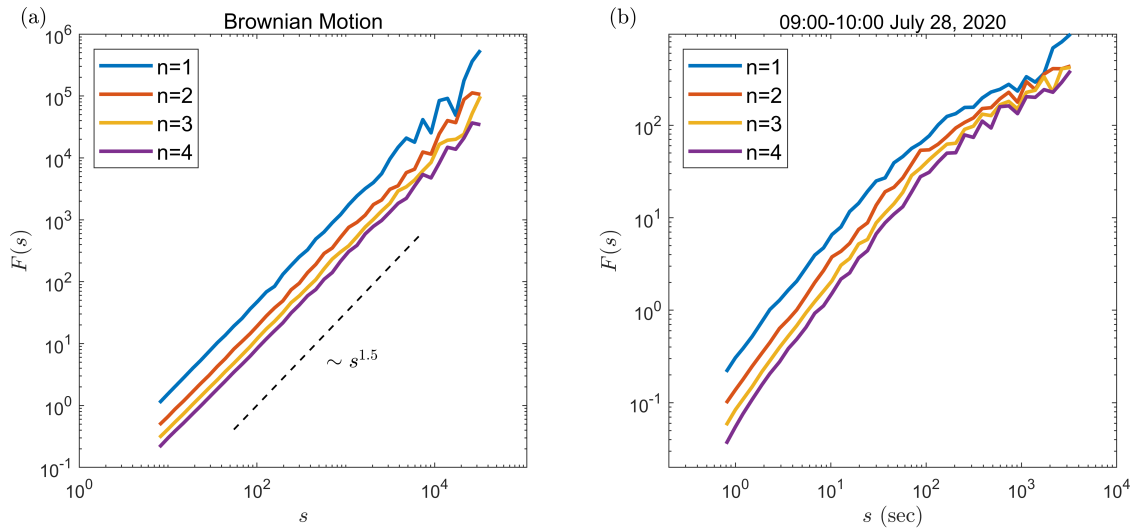 (a)
Brownian Motion
10^6
10^5
10^4
10^3
10^2
10^1
10^0
10^-1
F(s)
n=1
n=2
n=3
n=4
~ s^1.5
10^0
10^2
10^4
s
(b)
09:00-10:00 July 28, 2020
10^2
10^1
10^0
10^-1
F(s)
n=1
n=2
n=3
n=4
10^0
10^1
10^2
10^3
10^4
s (sec)